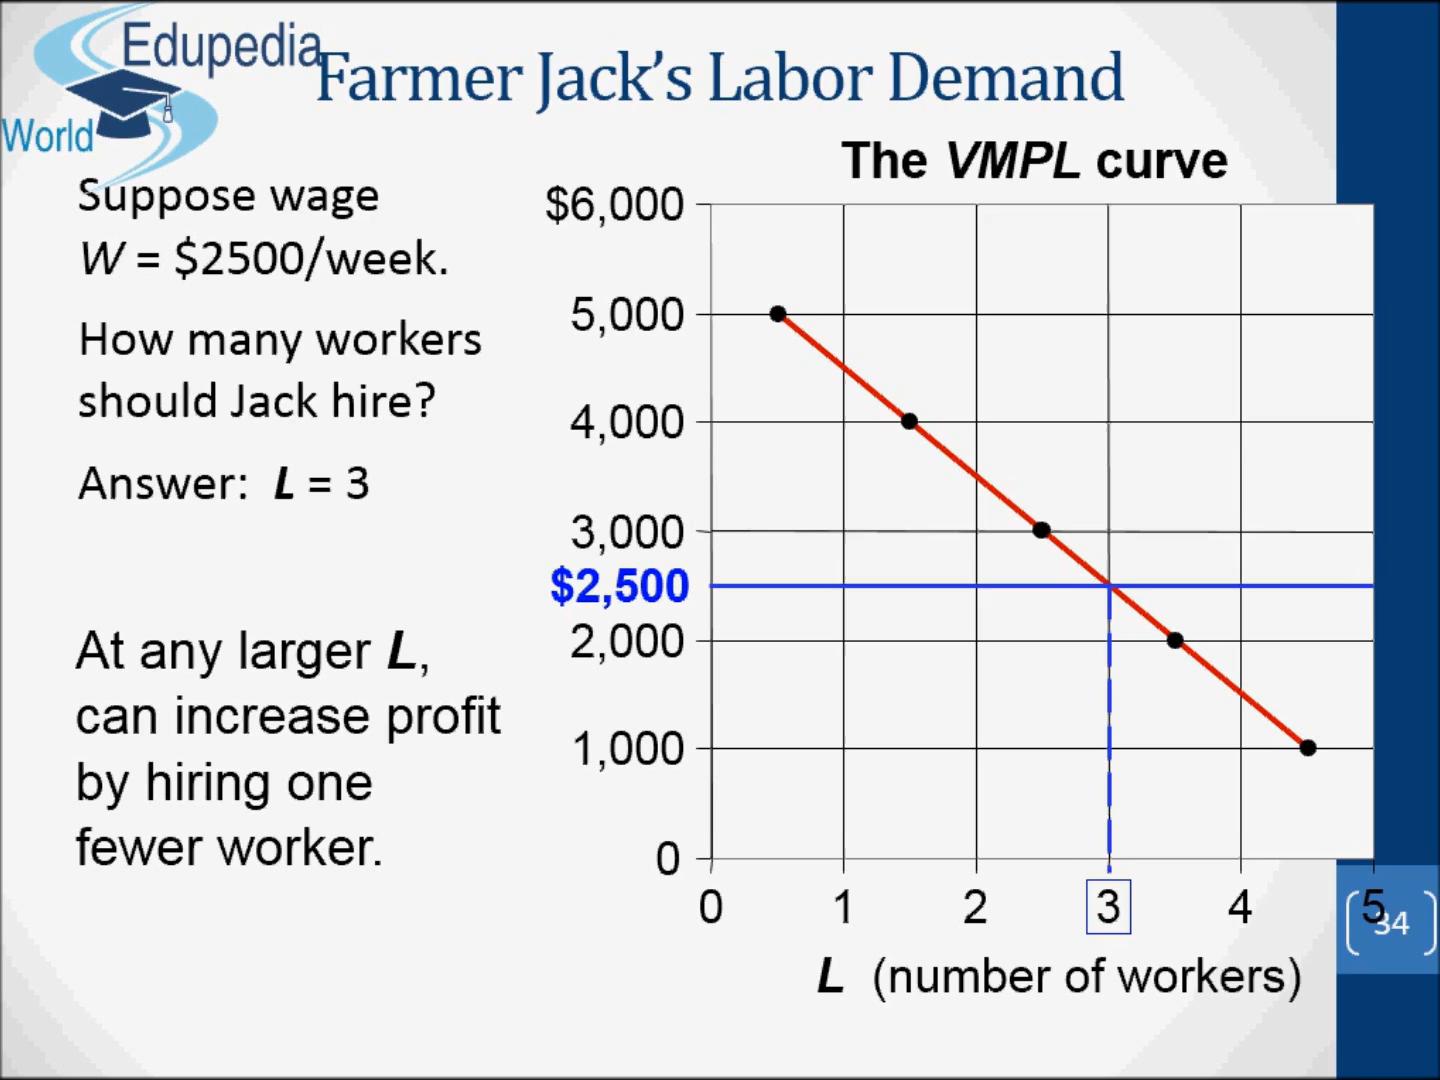 Edupedia
World
Farmer Jack's Labor Demand
The VMPL curve
Suppose wage
W = $2500/week.
How many workers
should Jack hire?
Answer: L = 3
At any larger L,
can increase profit
by hiring one
fewer worker.
$6,000
5,000
4,000
3,000
$2,500
2,000
1,000
0
0 1 2 3 4 5
L (number of workers)
34